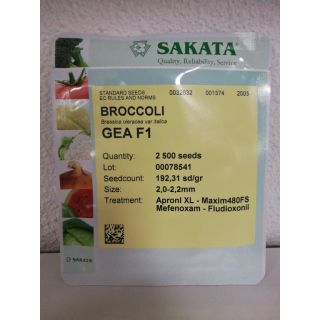 SAKATA®
Quality, Reliability, Service
STANDARD SEEDS 0032632 001374 2005
EC RULES AND NORMS
BROCCOLI
Brassica oleracea var italica
GEA F1
Quantity: 2 500 seeds
Lot: 00078541
Seedcount: 192,31 sd/gr
Size: 2,0-2,2mm
Treatment: Apronl XL - Maxim480FS
Mefenoxam - Fludioxonil
SAKATA